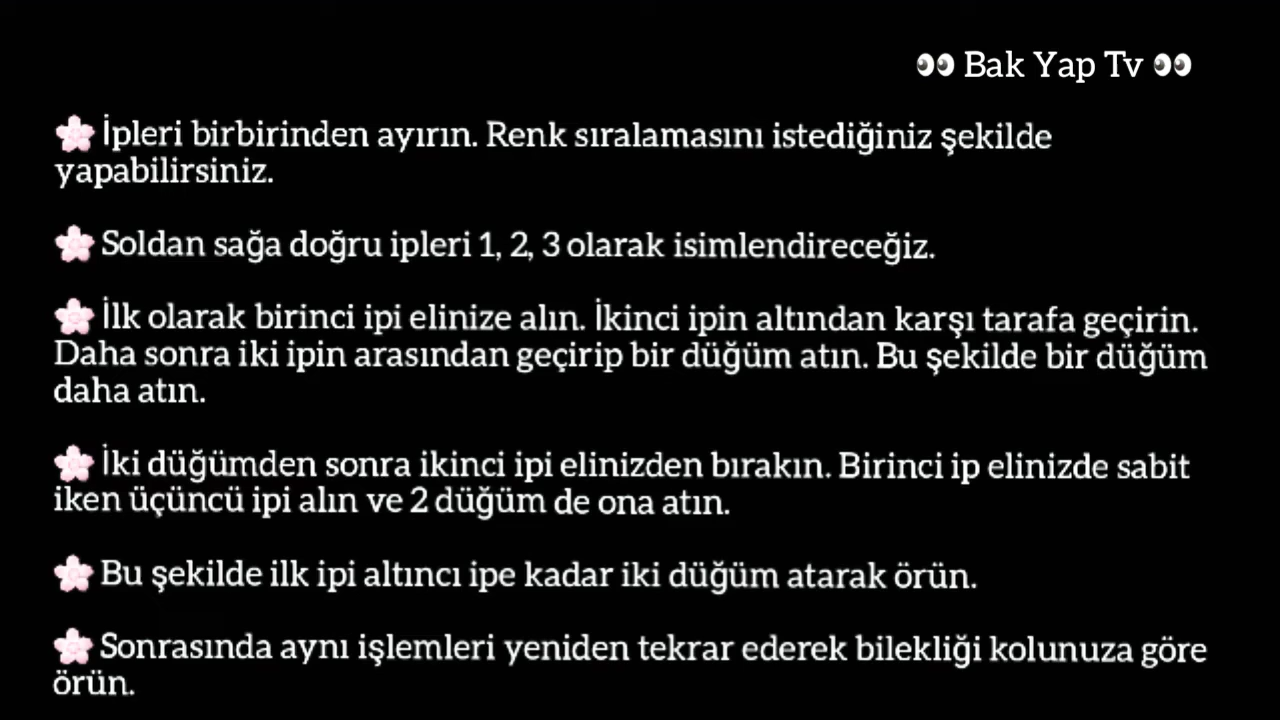 👀 Bak Yap Tv 👀
🌸 İpleri birbirinden ayırın. Renk sıralamasını istediğiniz şekilde
yapabilirsiniz.
🌸 Soldan sağa doğru ipleri 1, 2, 3 olarak isimlendireceğiz.
🌸 İlk olarak birinci ipi elinize alın. İkinci ipin altından karşı tarafa geçirin.
Daha sonra iki ipin arasından geçirip bir düğüm atın. Bu şekilde bir düğüm
daha atın.
🌸 İki düğümden sonra ikinci ipi elinizden bırakın. Birinci ip elinizde sabit
iken üçüncü ipi alın ve 2 düğüm de ona atın.
🌸 Bu şekilde ilk ipi altıncı ipe kadar iki düğüm atarak örün.
🌸 Sonrasında aynı işlemleri yeniden tekrar ederek bilekliği kolunuza göre
örün.